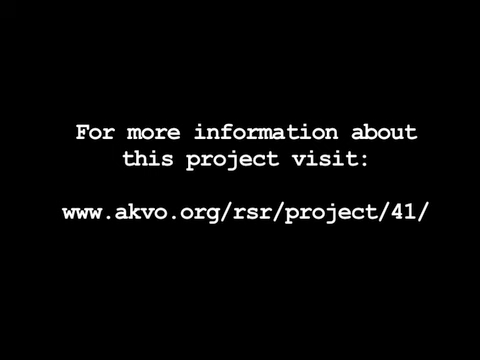 For more information about
this project visit:
www.akvo.org/rsr/project/41/